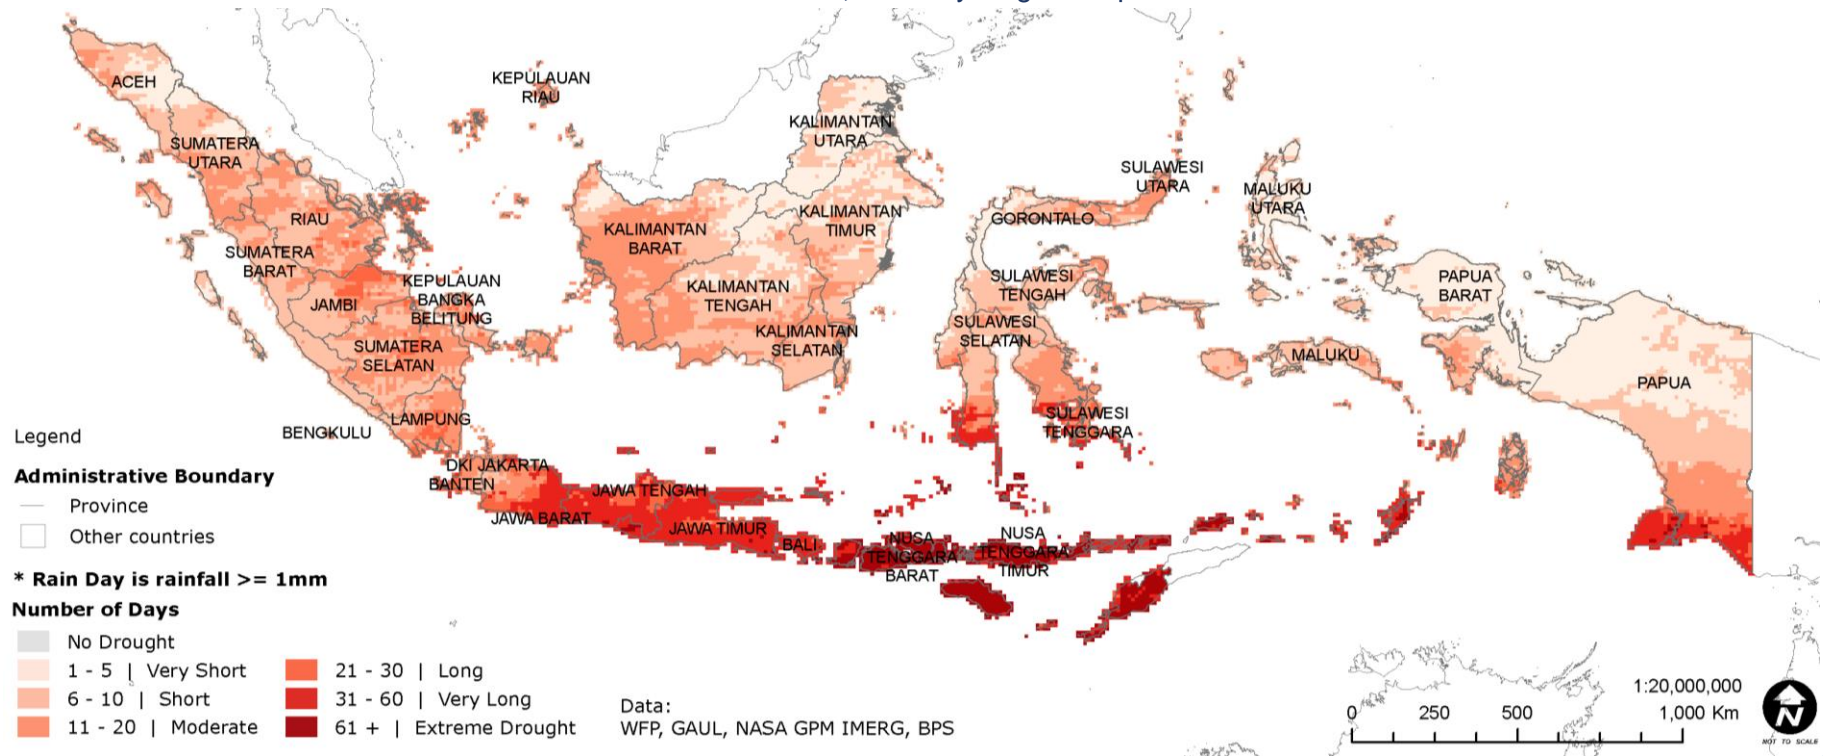 KEPULAUAN
RIAU
ACEH
KALIMANTAN
UTARA
SUMATERA
UTARA
SULAWESI
UTARA
MALUKU
UTARA
RIAU
KALIMANTAN
BARAT
KALIMANTAN
TIMUR
GORONTALO
SUMATERA
BARAT
KEPULAUAN
BANGKA
BELITUNG
JAMBI
KALIMANTAN
TENGAH
SULAWESI
TENGAH
PAPUA
BARAT
SUMATERA
SELATAN
KALIMANTAN
SELATAN
SULAWESI
SELATAN
MALUKU
PAPUA
LAMPUNG
BENGKULU
SULAWESI
TENGGARA
DKI JAKARTA
BANTEN
JAWA TENGAH
JAWA BARAT
JAWA TIMUR
BALI
NUSA
TENGGARA
BARAT
NUSA
TENGGARA
TIMUR
Legend
Administrative Boundary
Province
Other countries
* Rain Day is rainfall >= 1mm
Number of Days
No Drought
1 - 5 | Very Short
6 - 10 | Short
11 - 20 | Moderate
21 - 30 | Long
31 - 60 | Very Long
61 + | Extreme Drought
Data:
WFP, GAUL, NASA GPM IMERG, BPS
1:20,000,000
0 250 500 1,000 Km
N
NOT TO SCALE